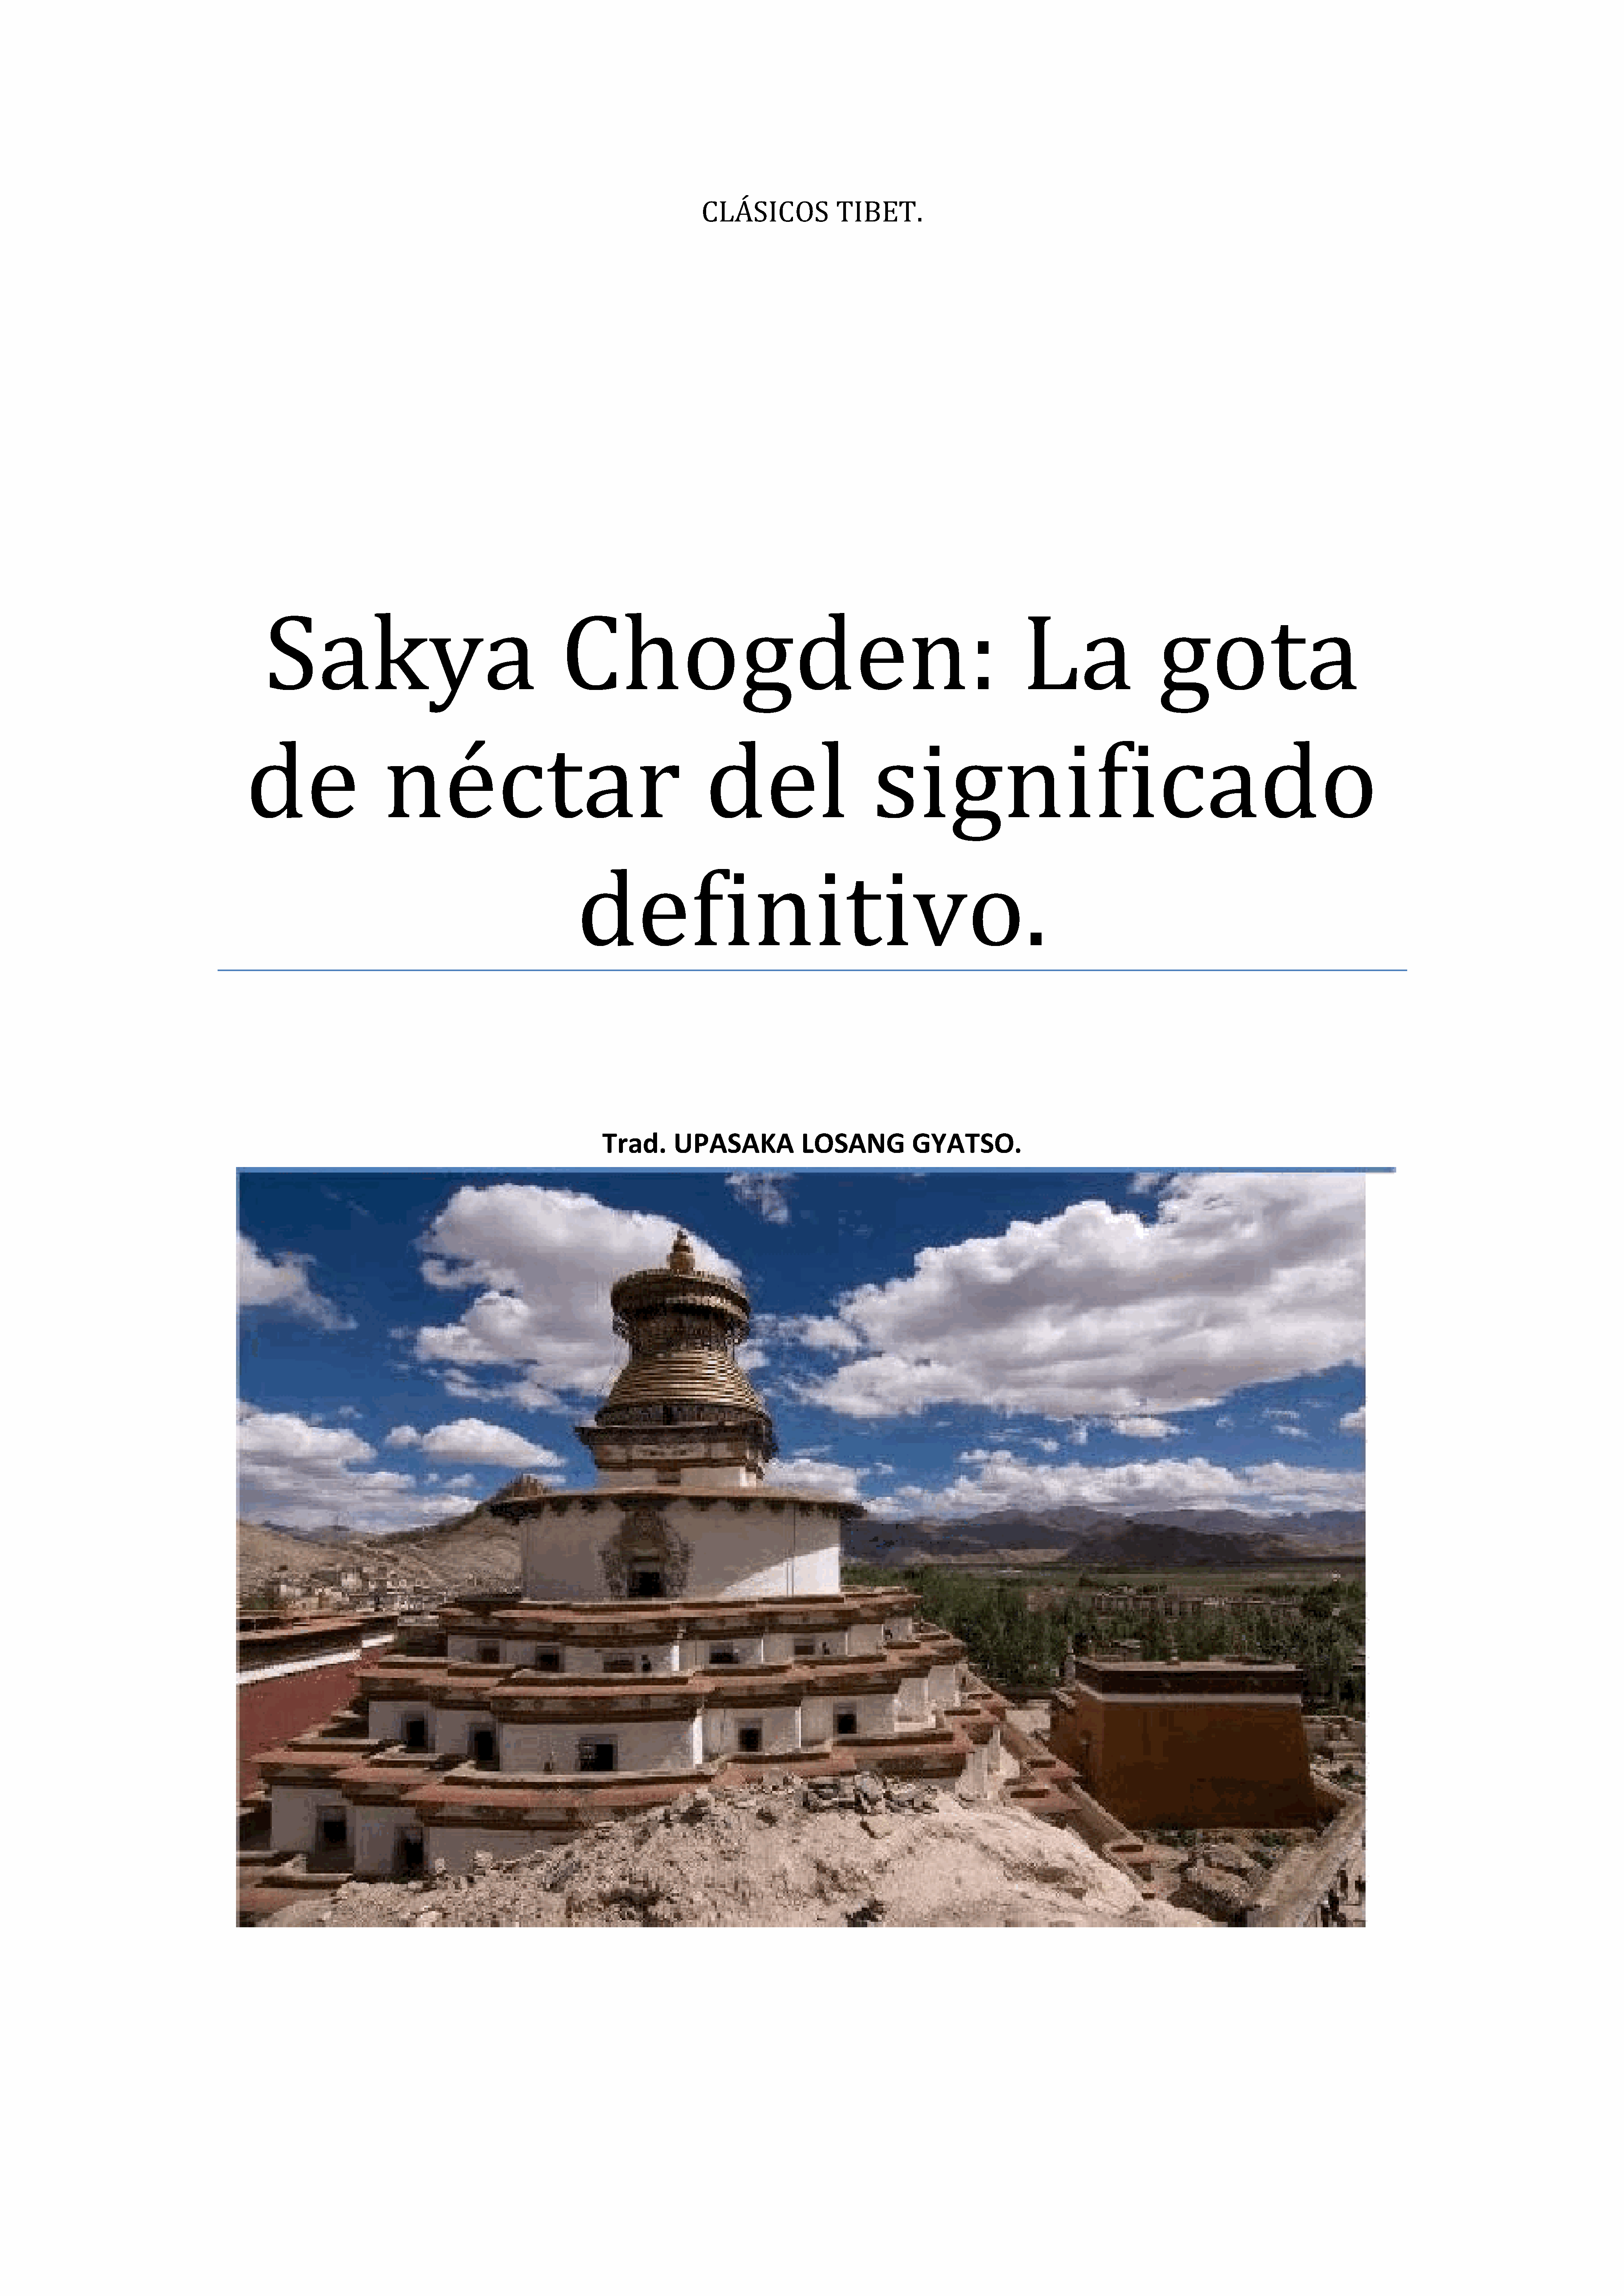 CLÁSICOS TIBET.
Sakya Chogden: La gota
de néctar del significado
definitivo.
Trad. UPASAKA LOSANG GYATSO.